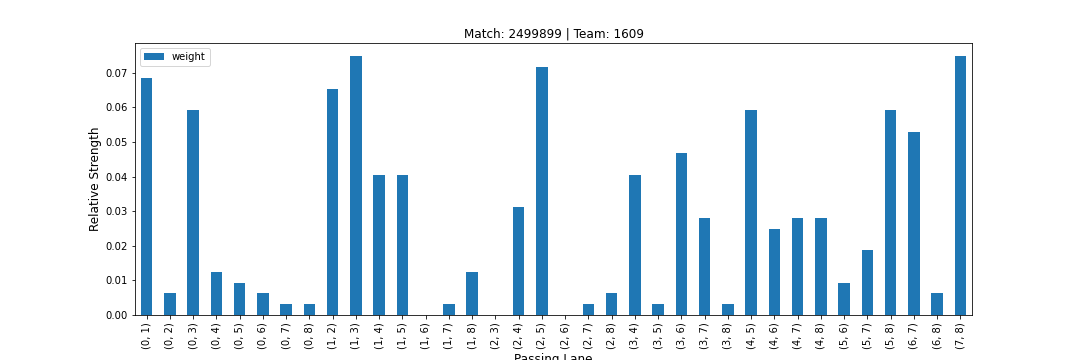 Match: 2499899 | Team: 1609
weight
Relative Strength
0.07
0.06
0.05
0.04
0.03
0.02
0.01
0.00
(0, 1) (0, 2) (0, 3) (0, 4) (0, 5) (0, 6) (0, 7) (0, 8) (1, 2) (1, 3) (1, 4) (1, 5) (1, 6) (1, 7) (1, 8) (2, 3) (2, 4) (2, 5) (2, 6) (2, 7) (2, 8) (3, 4) (3, 5) (3, 6) (3, 7) (3, 8) (4, 5) (4, 6) (4, 7) (4, 8) (5, 6) (5, 7) (5, 8) (6, 7) (6, 8) (7, 8)
Passing Lane